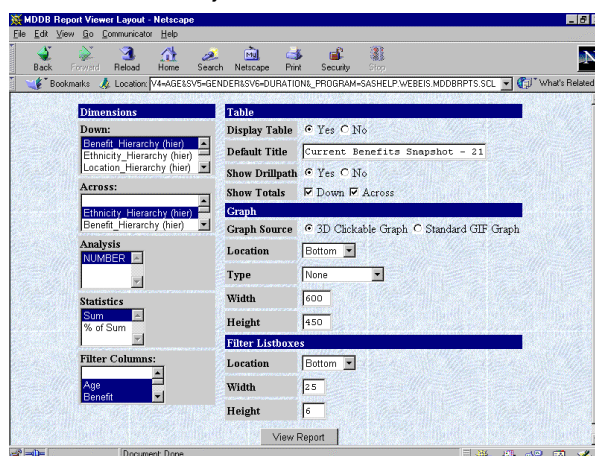 MDDB Report Viewer Layout - Netscape
File Edit View Go Communicator Help
Back Forward Reload Home Search Netscape Print Security Stop
Bookmarks Location: V4=AGE&SV5=GENDER&SV6=DURATION&_PROGRAM=SASHELP.WEBEIS.MDDBRPTS.SCL What's Related
Dimensions
Down:
Benefit_Hierarchy (hier)
Ethnicity_Hierarchy (hier)
Location_Hierarchy (hier)
Across:
Ethnicity_Hierarchy (hier)
Benefit_Hierarchy (hier)
Analysis
NUMBER
Statistics
Sum
% of Sum
Filter Columns:
Age
Benefit
Table
Display Table Yes No
Default Title Current Benefits Snapshot - 21
Show Drillpath Yes No
Show Totals Down Across
Graph
Graph Source 3D Clickable Graph Standard GIF Graph
Location Bottom
Type None
Width 600
Height 450
Filter Listboxes
Location Bottom
Width 25
Height 6
View Report
Document: Done